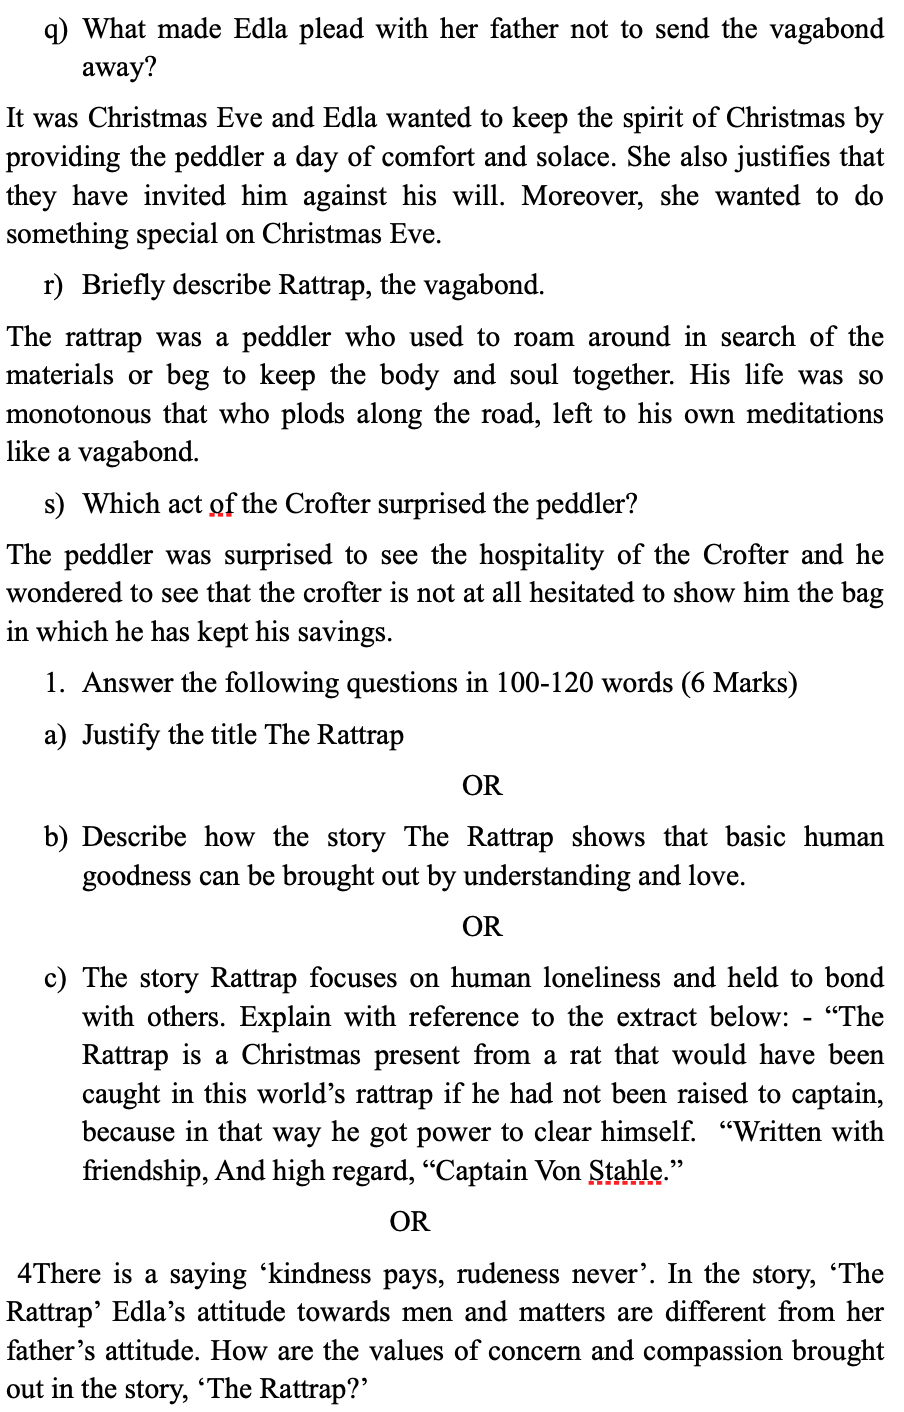 q) What made Edla plead with her father not to send the vagabond
away?
It was Christmas Eve and Edla wanted to keep the spirit of Christmas by
providing the peddler a day of comfort and solace. She also justifies that
they have invited him against his will. Moreover, she wanted to do
something special on Christmas Eve.
r) Briefly describe Rattrap, the vagabond.
The rattrap was a peddler who used to roam around in search of the
materials or beg to keep the body and soul together. His life was so
monotonous that who plods along the road, left to his own meditations
like a vagabond.
s) Which act of the Crofter surprised the peddler?
The peddler was surprised to see the hospitality of the Crofter and he
wondered to see that the crofter is not at all hesitated to show him the bag
in which he has kept his savings.
1. Answer the following questions in 100-120 words (6 Marks)
a) Justify the title The Rattrap
OR
b) Describe how the story The Rattrap shows that basic human
goodness can be brought out by understanding and love.
OR
c) The story Rattrap focuses on human loneliness and held to bond
with others. Explain with reference to the extract below: - “The
Rattrap is a Christmas present from a rat that would have been
caught in this world’s rattrap if he had not been raised to captain,
because in that way he got power to clear himself. “Written with
friendship, And high regard, “Captain Von Stahle.”
OR
4There is a saying ‘kindness pays, rudeness never’. In the story, ‘The
Rattrap’ Edla’s attitude towards men and matters are different from her
father’s attitude. How are the values of concern and compassion brought
out in the story, ‘The Rattrap?’